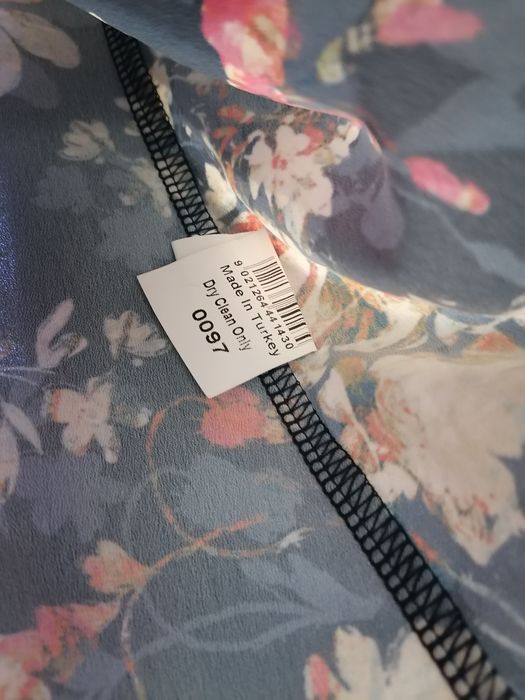 9 021264 441430
Made In Turkey
Dry Clean Only
0097